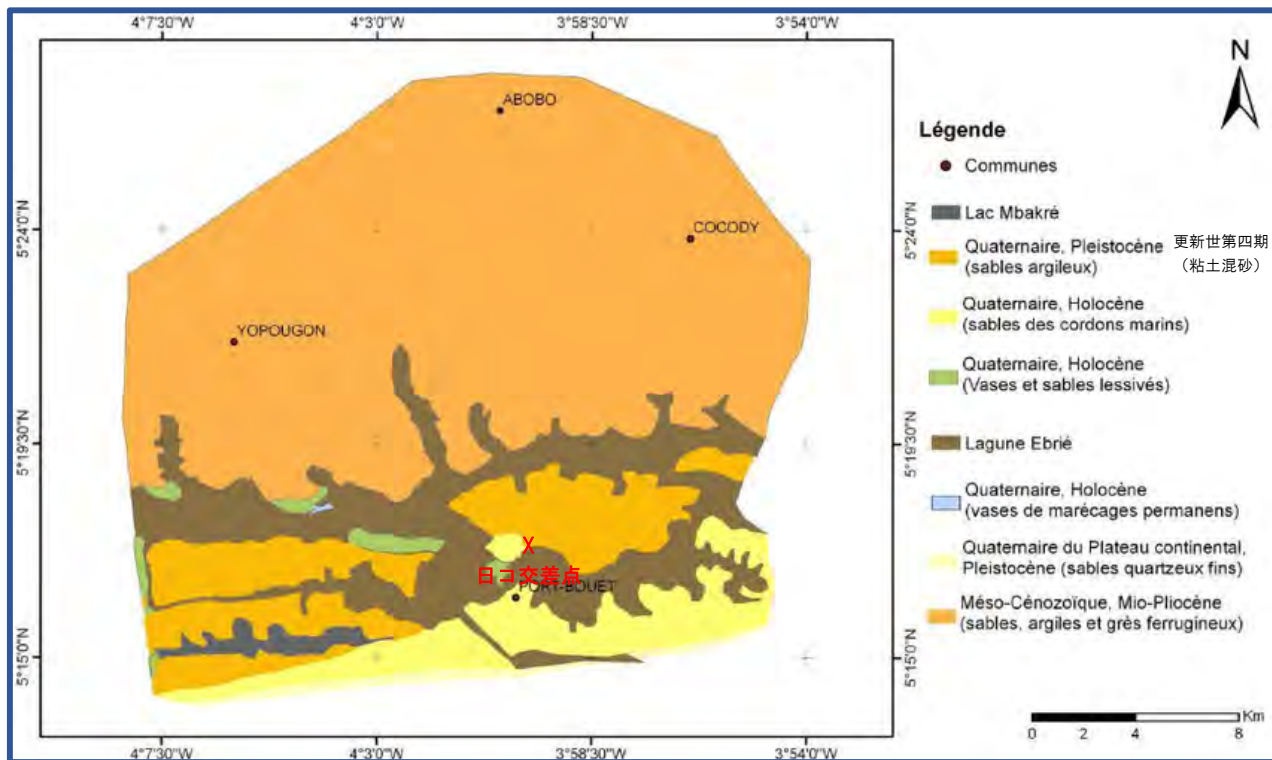 4°7'30"W 4°3'0"W 3°58'30"W 3°54'0"W
N
ABOBO
Légende
Communes
Lac Mbakré
5°24'0"N
COCODY
5°24'0"N
Quaternaire, Pleistocène
(sables argileux)
更新世第四期
（粘土混砂）
Quaternaire, Holocène
(sables des cordons marins)
YOPOUGON
Quaternaire, Holocène
(Vases et sables lessivés)
5°19'30"N
5°19'30"N
Lagune Ebrié
Quaternaire, Holocène
(vases de marécages permanens)
X
日コ交差点
PORT-BOUET
Quaternaire du Plateau continental,
Pleistocène (sables quartzeux fins)
Méso-Cénozoïque, Mio-Pliocène
(sables, argiles et grès ferrugineux)
5°15'0"N
5°15'0"N
Km
0 2 4 8
4°7'30"W 4°3'0"W 3°58'30"W 3°54'0"W